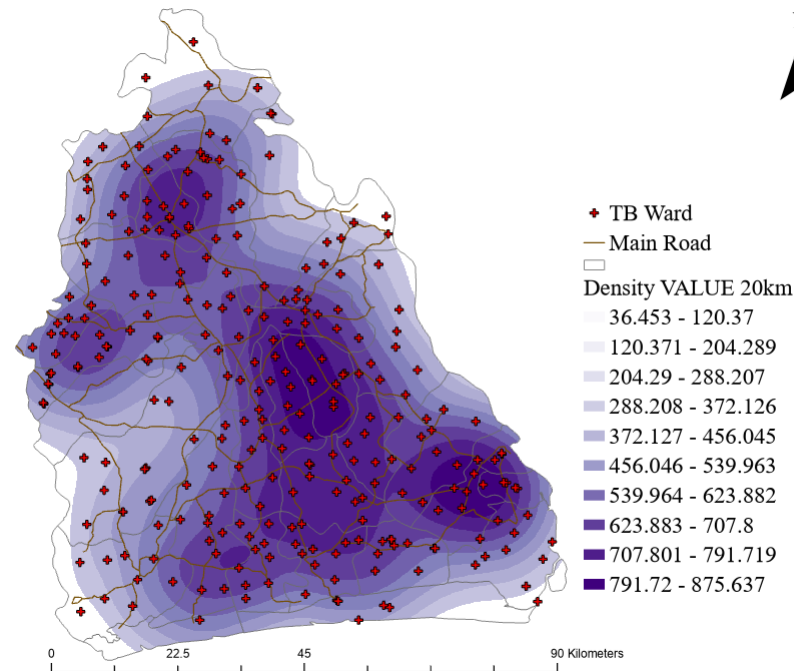 TB Ward
Main Road
Density VALUE 20km
36.453 - 120.37
120.371 - 204.289
204.29 - 288.207
288.208 - 372.126
372.127 - 456.045
456.046 - 539.963
539.964 - 623.882
623.883 - 707.8
707.801 - 791.719
791.72 - 875.637
0 22.5 45 90 Kilometers